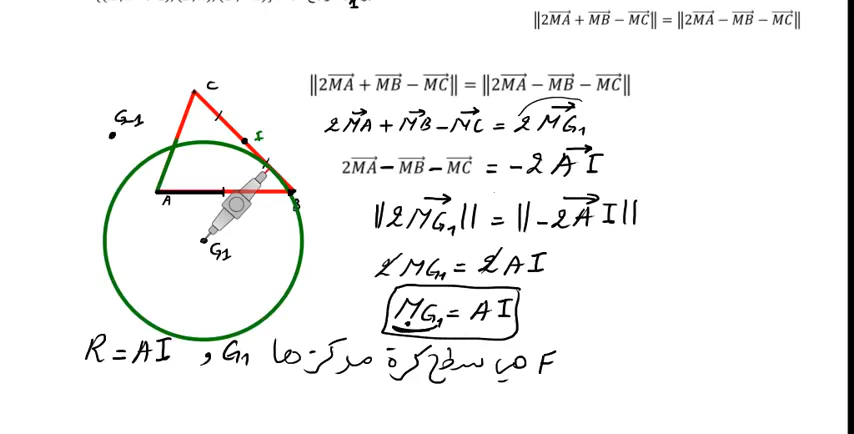 ‖2MA⃗ + MB⃗ − MC⃗‖ = ‖2MA⃗ − MB⃗ − MC⃗‖
‖2MA⃗ + MB⃗ − MC⃗‖ = ‖2MA⃗ − MB⃗ − MC⃗‖
2MA⃗ + MB⃗ − MC⃗ = 2MG₁⃗
2MA⃗ − MB⃗ − MC⃗ = −2AI⃗
‖2MG₁⃗‖ = ‖−2AI⃗‖
2MG₁ = 2AI
MG₁ = AI
C
G1
I
A
B
G1
F هي سطح كرة مركزها G₁ , R = AI